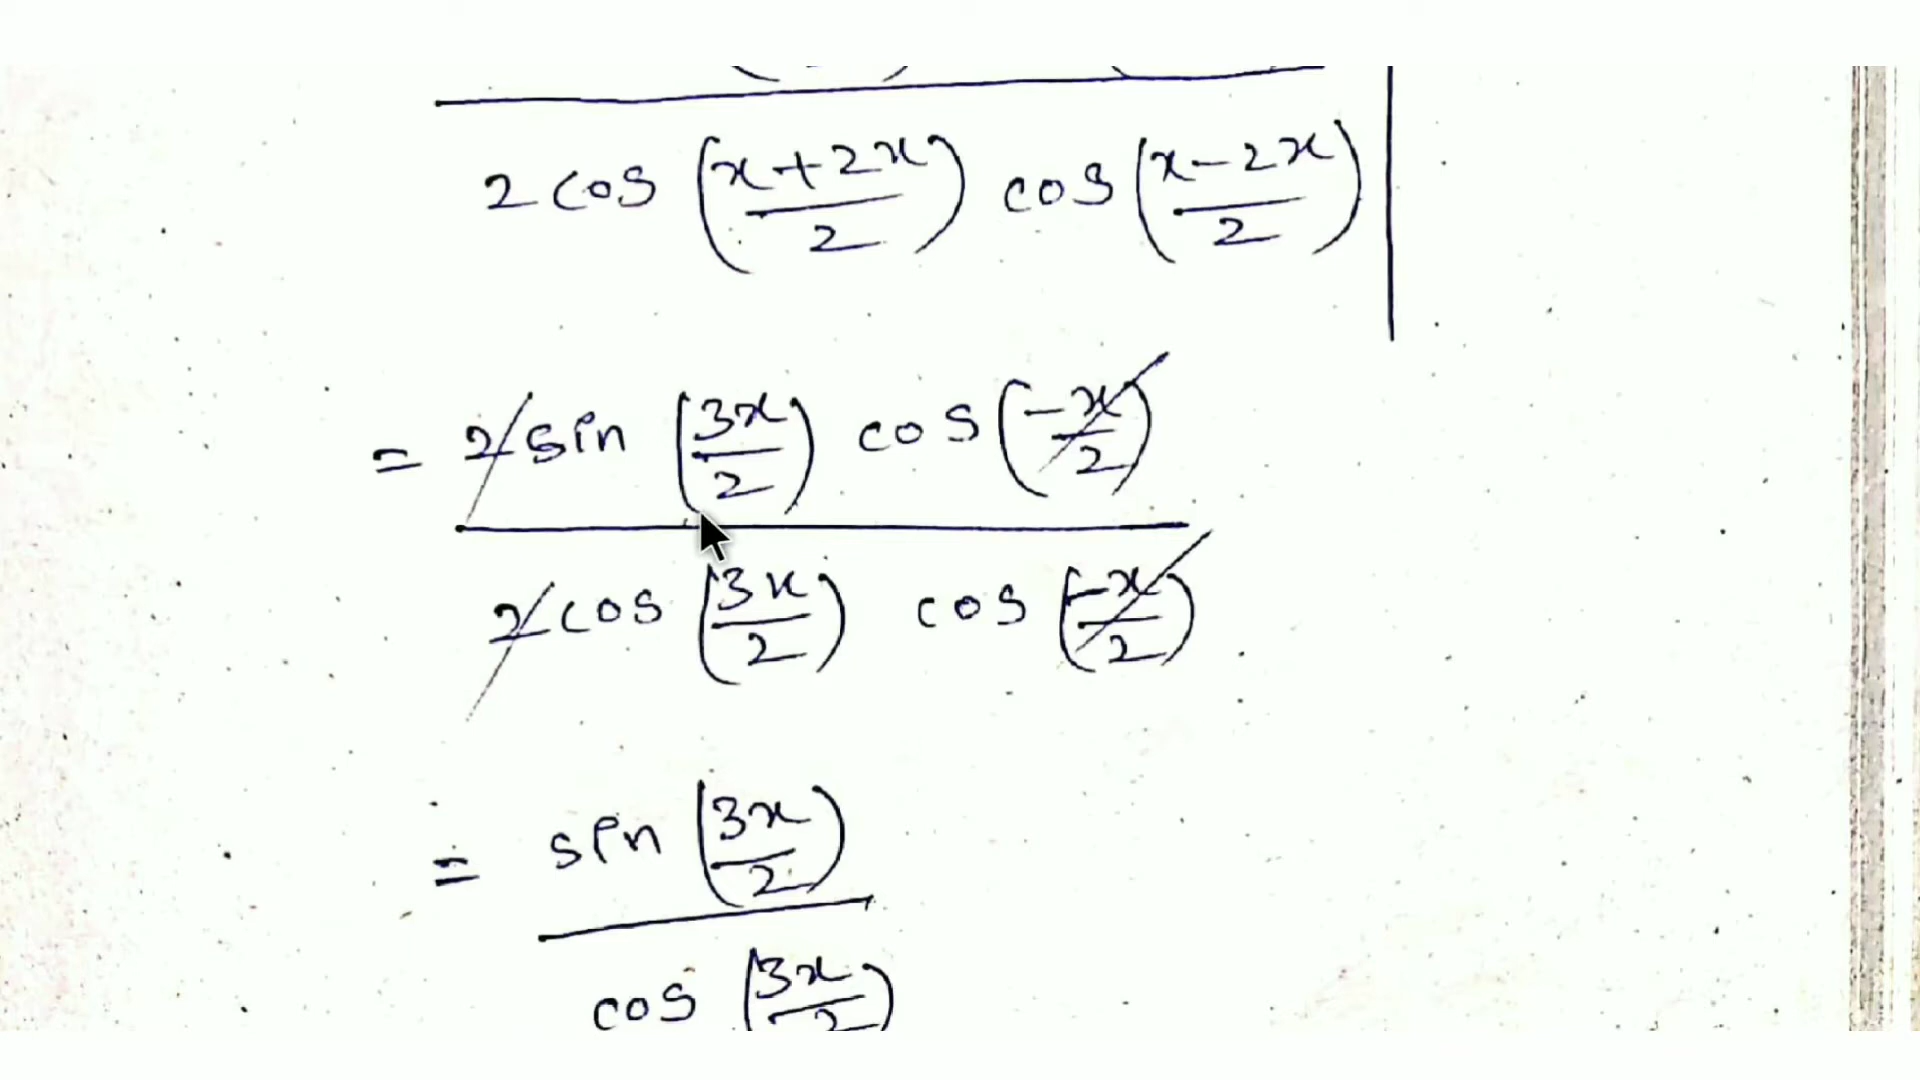 2 cos (x+2x/2) cos (x-2x/2)
= 2 sin (3x/2) cos (-x/2)
2 cos (3x/2) cos (-x/2)
= sin (3x/2)
cos (3x/2)